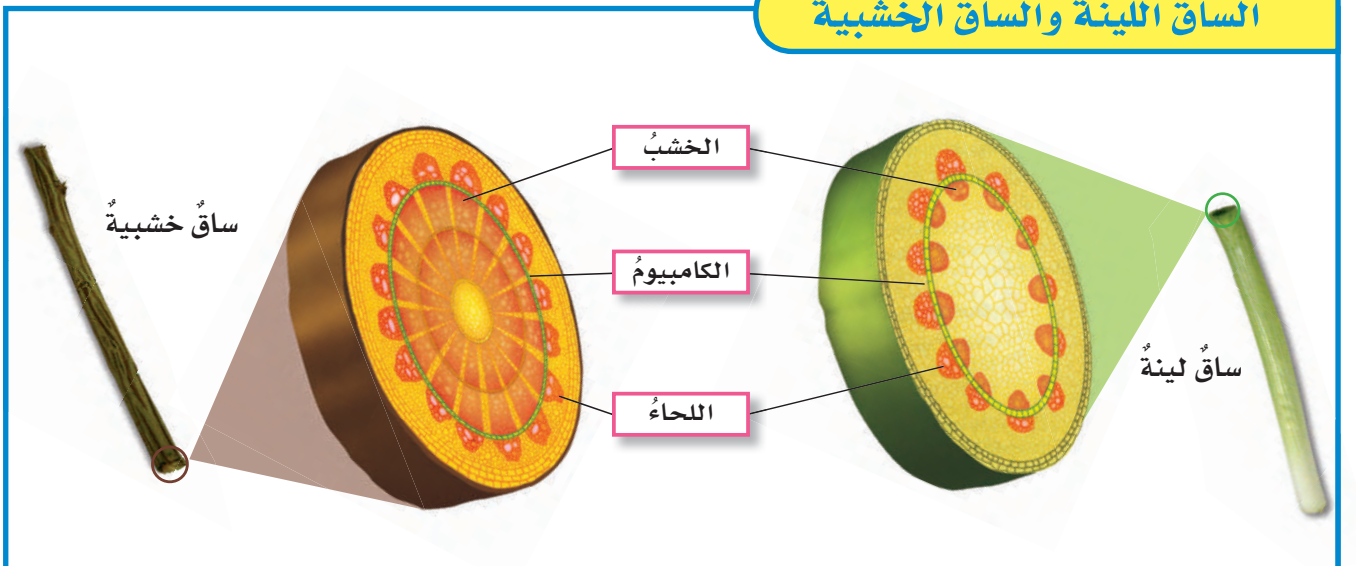 الساق اللينة والساق الخشبية
الخشبُ
ساقٌ خشبيةٌ
الكامبيومُ
ساقٌ لينةٌ
اللحاءُ